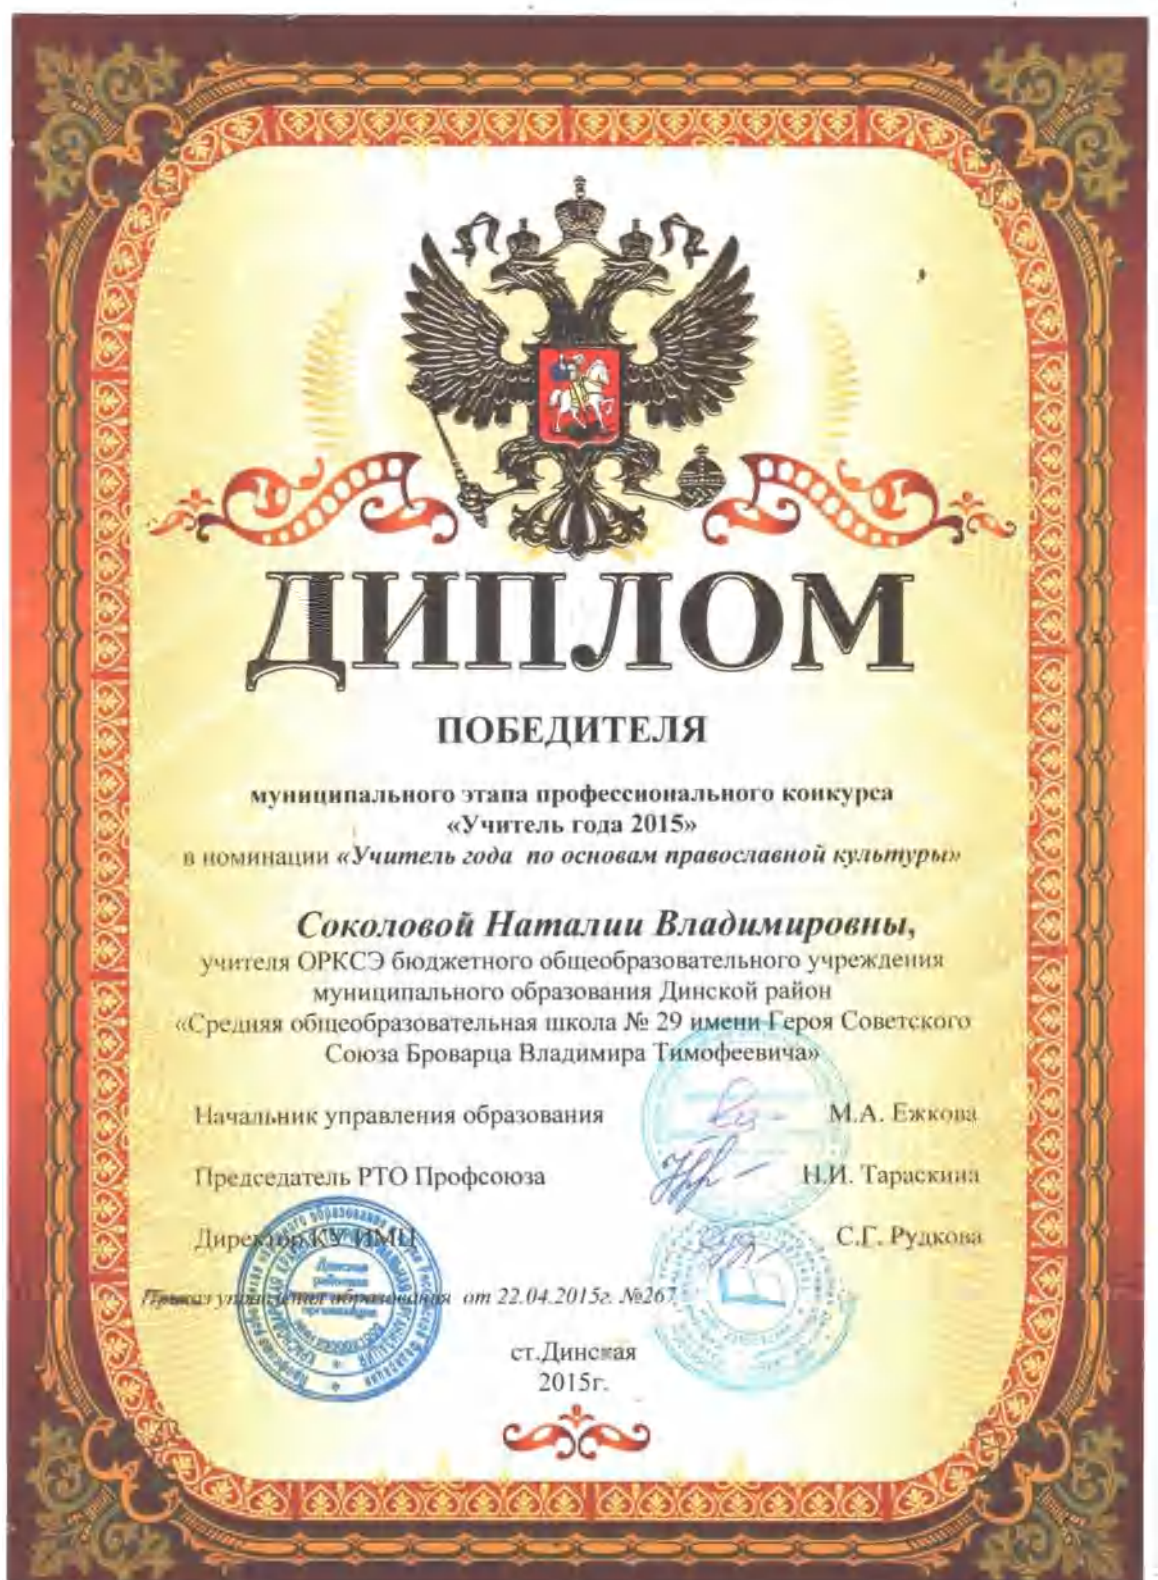 ДИПЛОМ
ПОБЕДИТЕЛЯ
муниципального этапа профессионального конкурса
«Учитель года 2015»
в номинации «Учитель года по основам православной культуры»
Соколовой Наталии Владимировны,
учителя ОРКСЭ бюджетного общеобразовательного учреждения
муниципального образования Динской район
«Средняя общеобразовательная школа № 29 имени Героя Советского
Союза Броварца Владимира Тимофеевича»
Начальник управления образования М.А. Ежкова
Председатель РТО Профсоюза Н.И. Тараскина
Директор КУ ИМЦ С.Г. Рудкова
Приказ управления образования от 22.04.2015г. №267
ст.Динская
2015г.